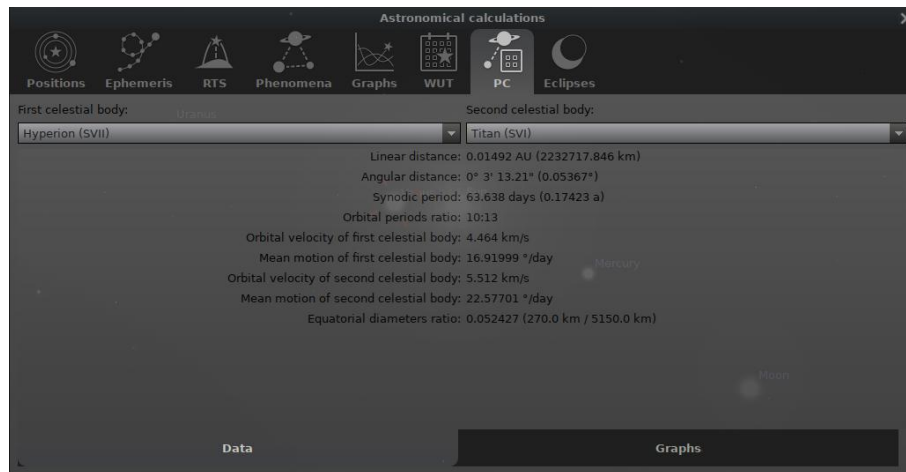 Astronomical calculations
Positions Ephemeris RTS Phenomena Graphs WUT PC Eclipses
First celestial body: Second celestial body:
Uranus
Hyperion (SVII) Titan (SVI)
Linear distance: 0.01492 AU (2232717.846 km)
Angular distance: 0° 3' 13.21" (0.05367°)
Synodic period: 63.638 days (0.17423 a)
Orbital periods ratio: 10:13
Orbital velocity of first celestial body: 4.464 km/s
Mean motion of first celestial body: 16.91999 °/day
Mercury
Orbital velocity of second celestial body: 5.512 km/s
Mean motion of second celestial body: 22.57701 °/day
Equatorial diameters ratio: 0.052427 (270.0 km / 5150.0 km)
Moon
Data Graphs